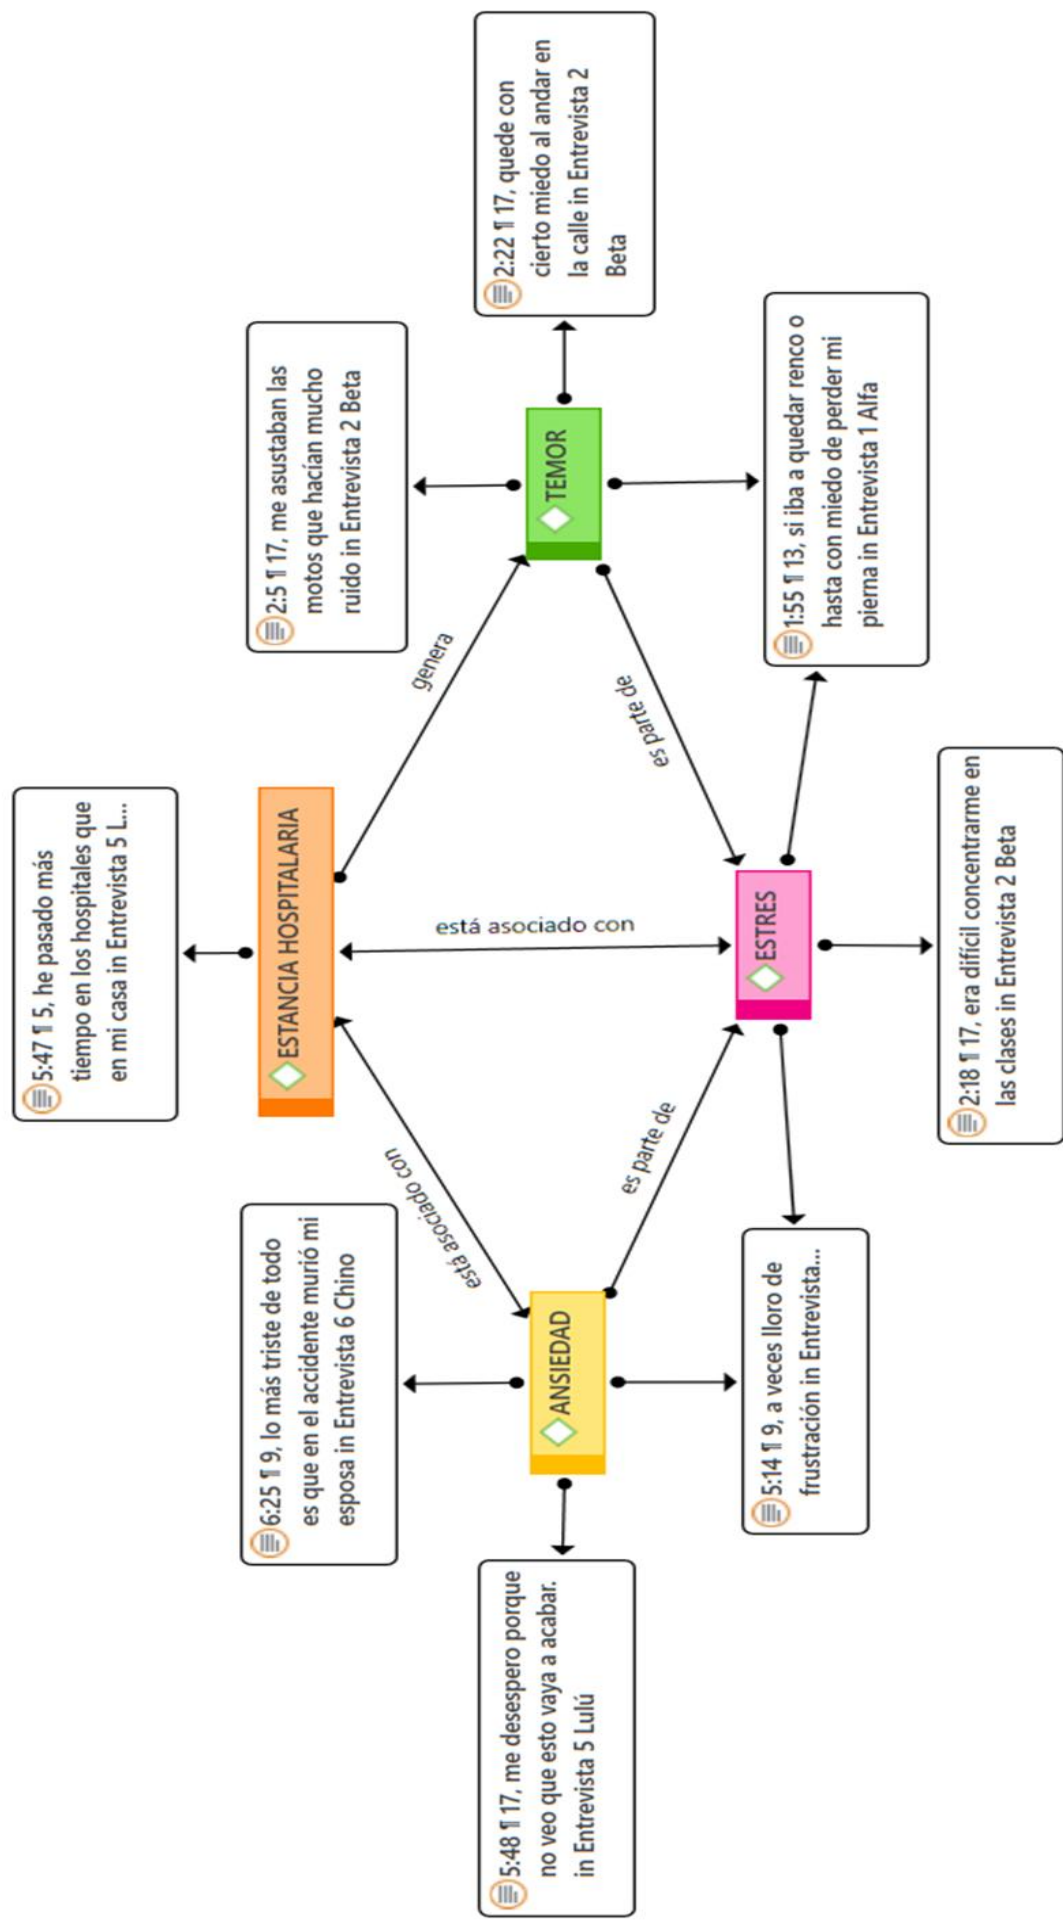 5:47 ¶ 5, he pasado más
tiempo en los hospitales que
en mi casa in Entrevista 5 L...
6:25 ¶ 9, lo más triste de todo
es que en el accidente murió mi
esposa in Entrevista 6 Chino
ESTANCIA HOSPITALARIA
2:5 ¶ 17, me asustaban las
motos que hacían mucho
ruido in Entrevista 2 Beta
está asociado con
genera
5:48 ¶ 17, me desespero porque
no veo que esto vaya a acabar.
in Entrevista 5 Lulú
ANSIEDAD
está asociado con
TEMOR
2:22 ¶ 17, quede con
cierto miedo al andar en
la calle in Entrevista 2
Beta
es parte de
es parte de
5:14 ¶ 9, a veces lloro de
frustración in Entrevista...
ESTRES
1:55 ¶ 13, si iba a quedar renco o
hasta con miedo de perder mi
pierna in Entrevista 1 Alfa
2:18 ¶ 17, era difícil concentrarme en
las clases in Entrevista 2 Beta